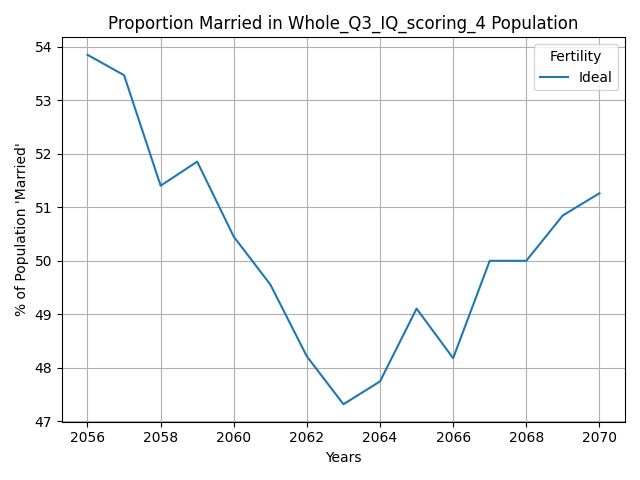 Proportion Married in Whole_Q3_IQ_scoring_4 Population
Fertility
Ideal
% of Population 'Married'
54
53
52
51
50
49
48
47
2056 2058 2060 2062 2064 2066 2068 2070
Years